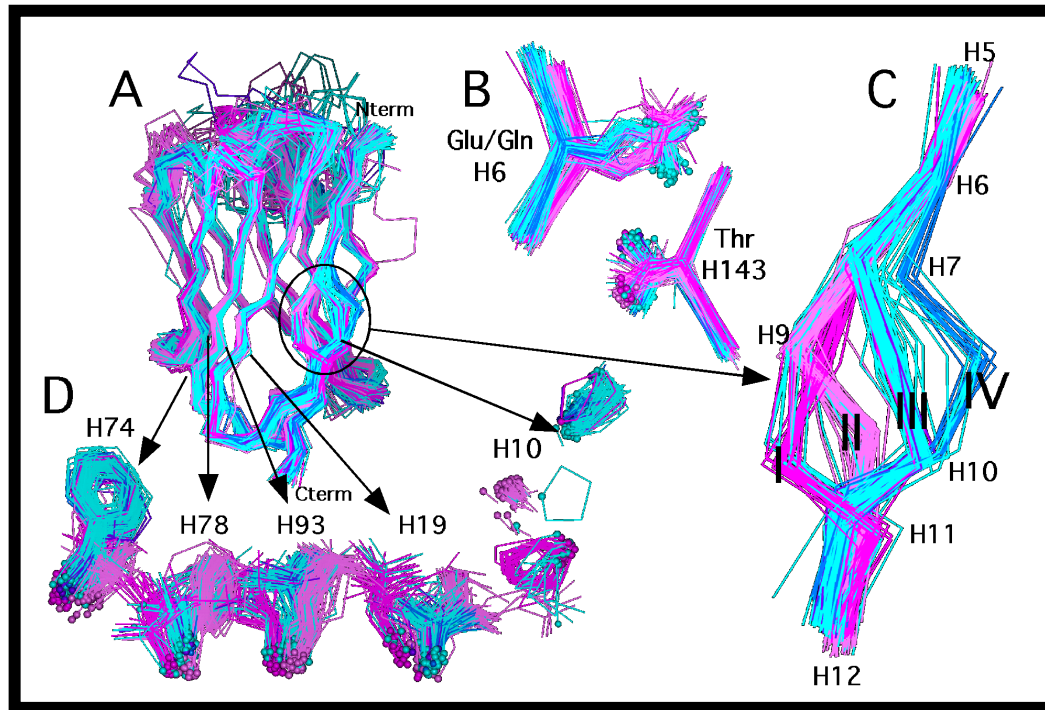 A
Nterm
B
Glu/Gln
H6
Thr
H143
C
H5
H6
H7
H9
I
II
III
IV
H10
H11
H12
D
H74
H78
Cterm
H93
H19
H10